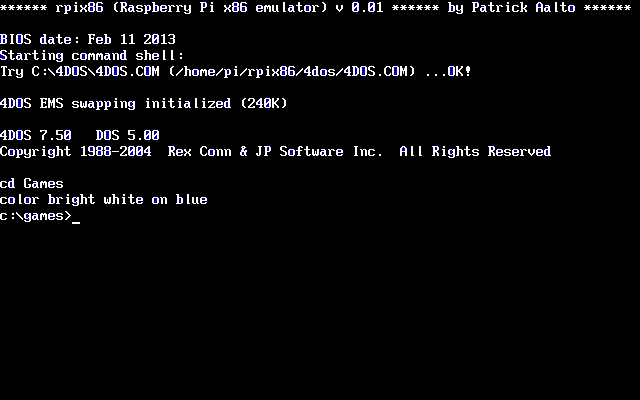 ****** rpix86 (Raspberry Pi x86 emulator) v 0.01 ****** by Patrick Aalto ******
BIOS date: Feb 11 2013
Starting command shell:
Try C:\4DOS\4DOS.COM (/home/pi/rpix86/4dos/4DOS.COM) ...OK!
4DOS EMS swapping initialized (240K)
4DOS 7.50   DOS 5.00
Copyright 1988-2004  Rex Conn & JP Software Inc.  All Rights Reserved
cd Games
color bright white on blue
c:\games>_